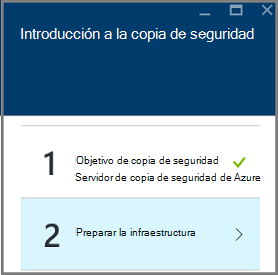 Introducción a la copia de seguridad
1
Objetivo de copia de seguridad
Servidor de copia de seguridad de Azure
2
Preparar la infraestructura